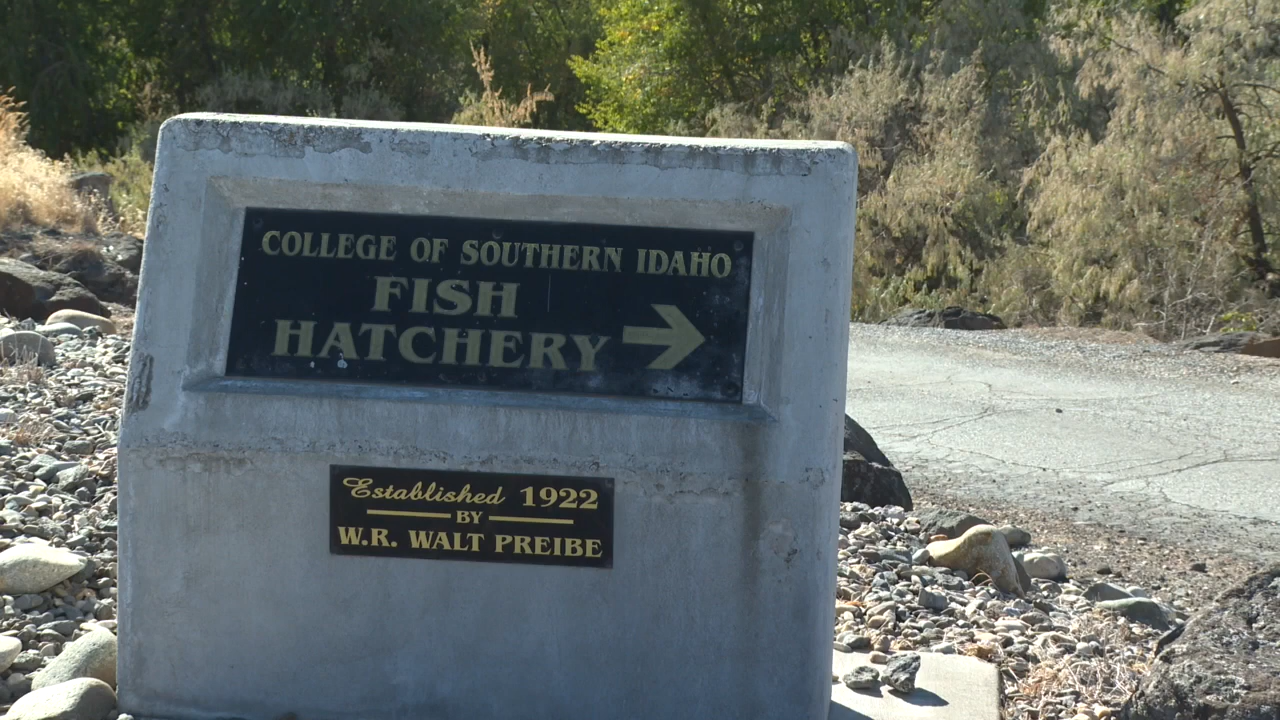 COLLEGE OF SOUTHERN IDAHO
FISH
HATCHERY
Established 1922
BY
W.R. WALT PREIBE